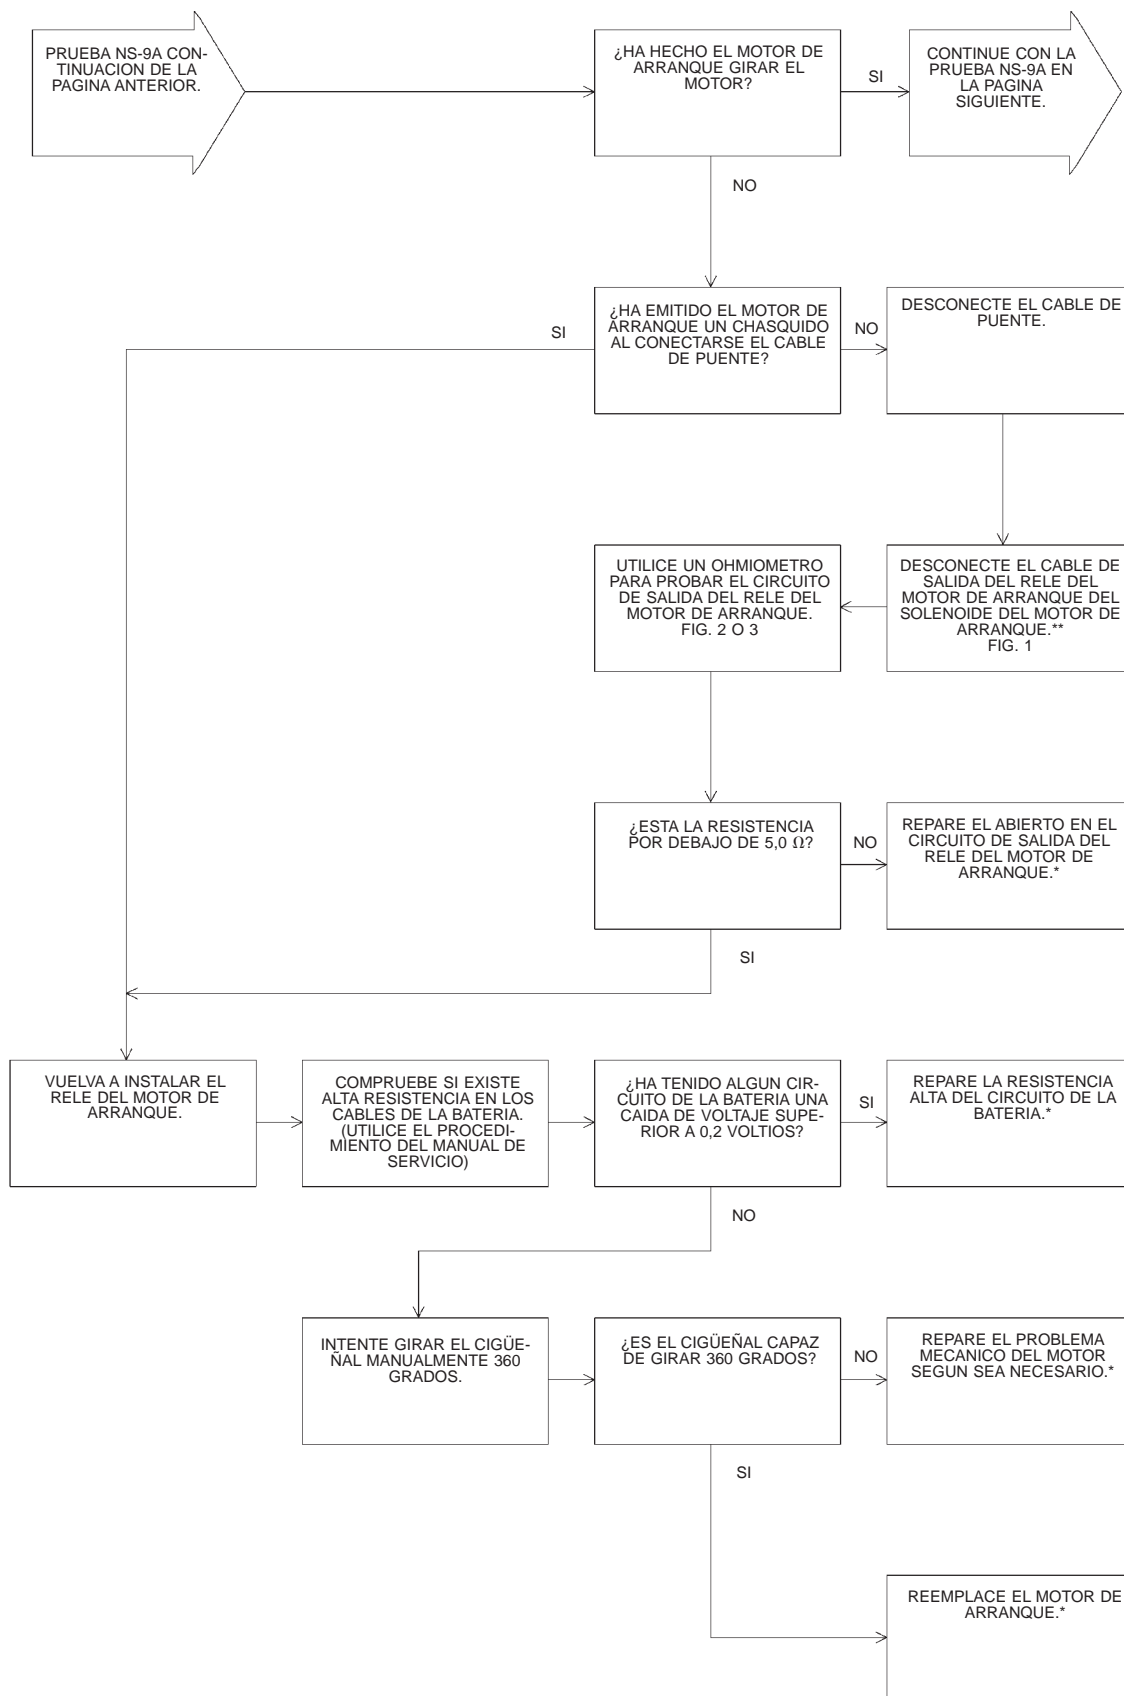 PRUEBA NS-9A CON-
TINUACION DE LA
PAGINA ANTERIOR.
¿HA HECHO EL MOTOR DE
ARRANQUE GIRAR EL
MOTOR?
SI
CONTINUE CON LA
PRUEBA NS-9A EN
LA PAGINA
SIGUIENTE.
NO
¿HA EMITIDO EL MOTOR DE
ARRANQUE UN CHASQUIDO
AL CONECTARSE EL CABLE
DE PUENTE?
SI
NO
DESCONECTE EL CABLE DE
PUENTE.
DESCONECTE EL CABLE DE
SALIDA DEL RELE DEL
MOTOR DE ARRANQUE DEL
SOLENOIDE DEL MOTOR DE
ARRANQUE.**
FIG. 1
UTILICE UN OHMIOMETRO
PARA PROBAR EL CIRCUITO
DE SALIDA DEL RELE DEL
MOTOR DE ARRANQUE.
FIG. 2 O 3
¿ESTA LA RESISTENCIA
POR DEBAJO DE 5,0 Ω?
NO
REPARE EL ABIERTO EN EL
CIRCUITO DE SALIDA DEL
RELE DEL MOTOR DE
ARRANQUE.*
SI
VUELVA A INSTALAR EL
RELE DEL MOTOR DE
ARRANQUE.
COMPRUEBE SI EXISTE
ALTA RESISTENCIA EN LOS
CABLES DE LA BATERIA.
(UTILICE EL PROCEDI-
MIENTO DEL MANUAL DE
SERVICIO)
¿HA TENIDO ALGUN CIR-
CUITO DE LA BATERIA UNA
CAIDA DE VOLTAJE SUPE-
RIOR A 0,2 VOLTIOS?
SI
REPARE LA RESISTENCIA
ALTA DEL CIRCUITO DE LA
BATERIA.*
NO
INTENTE GIRAR EL CIGÜE-
ÑAL MANUALMENTE 360
GRADOS.
¿ES EL CIGÜEÑAL CAPAZ
DE GIRAR 360 GRADOS?
NO
REPARE EL PROBLEMA
MECANICO DEL MOTOR
SEGUN SEA NECESARIO.*
SI
REEMPLACE EL MOTOR DE
ARRANQUE.*